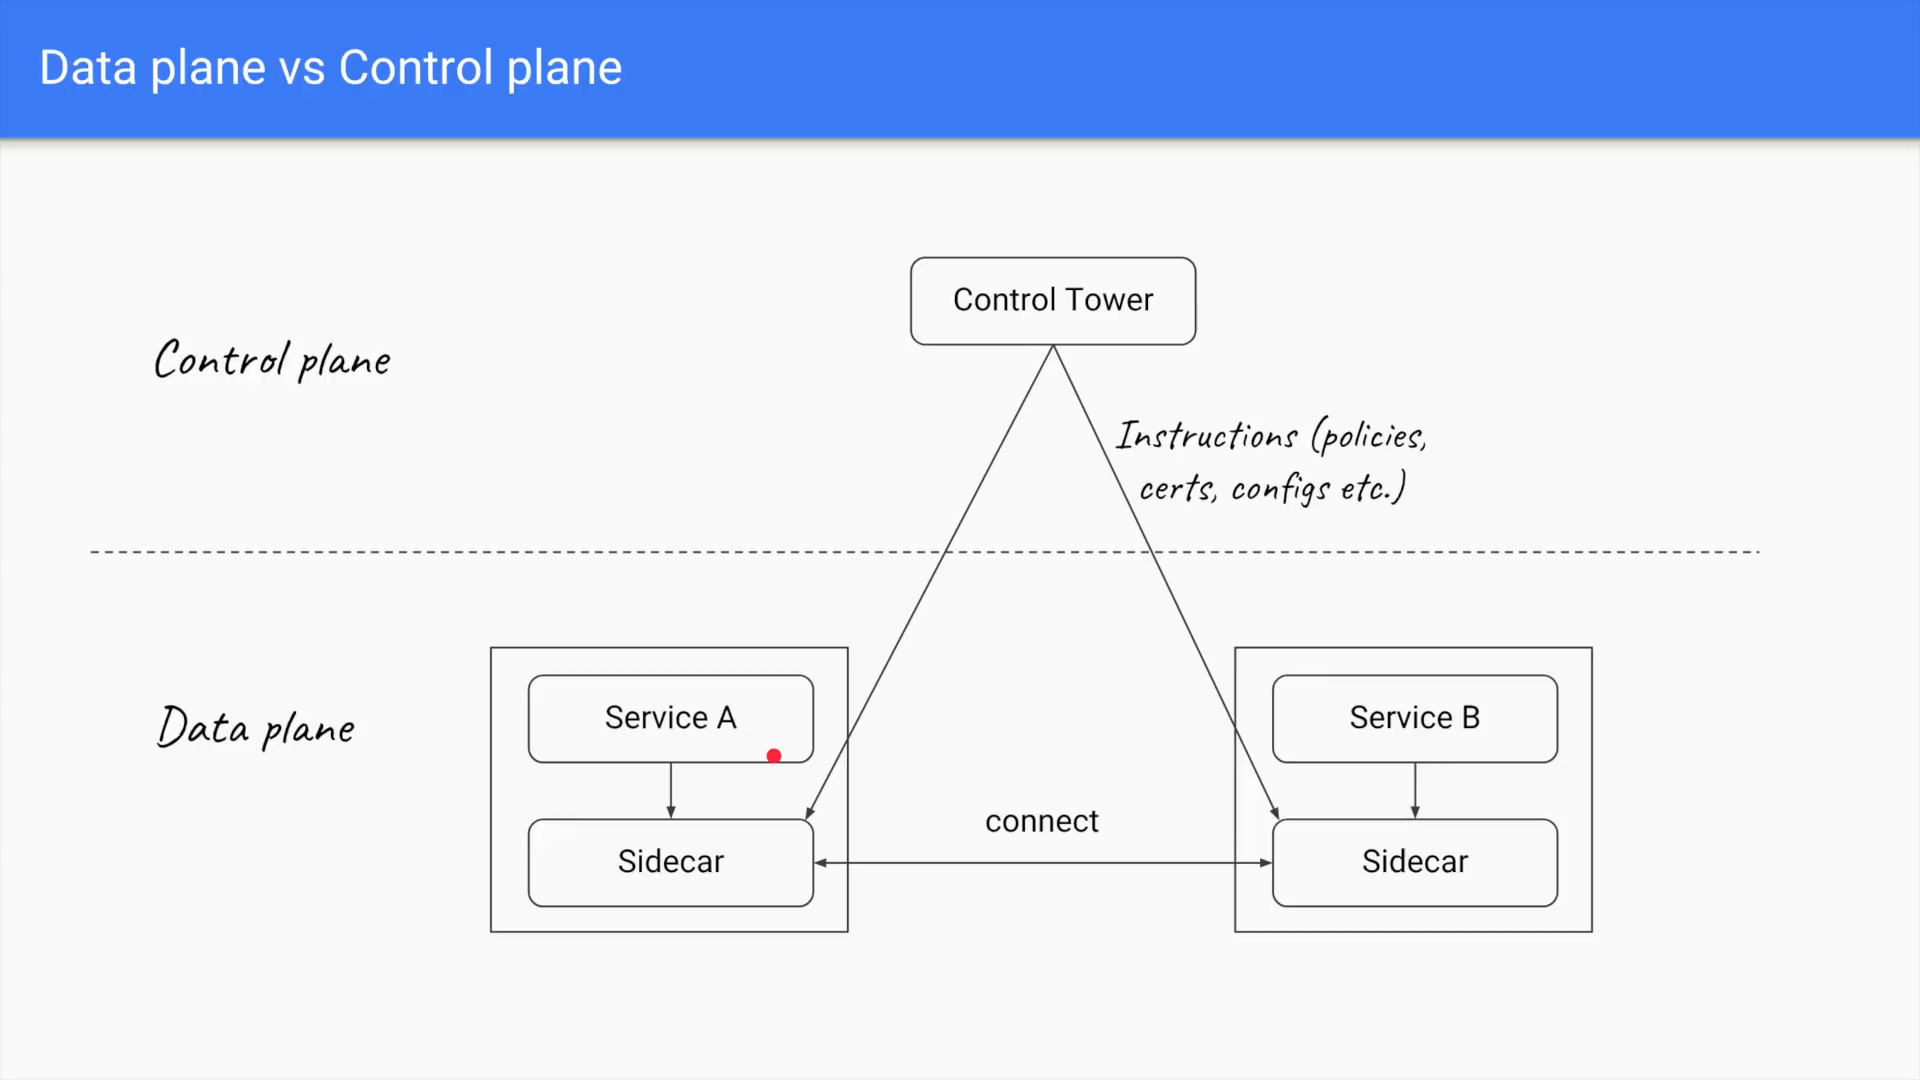 Data plane vs Control plane
Control Tower
Control plane
Instructions (policies,
certs, configs etc.)
Data plane
Service A
Service B
connect
Sidecar
Sidecar